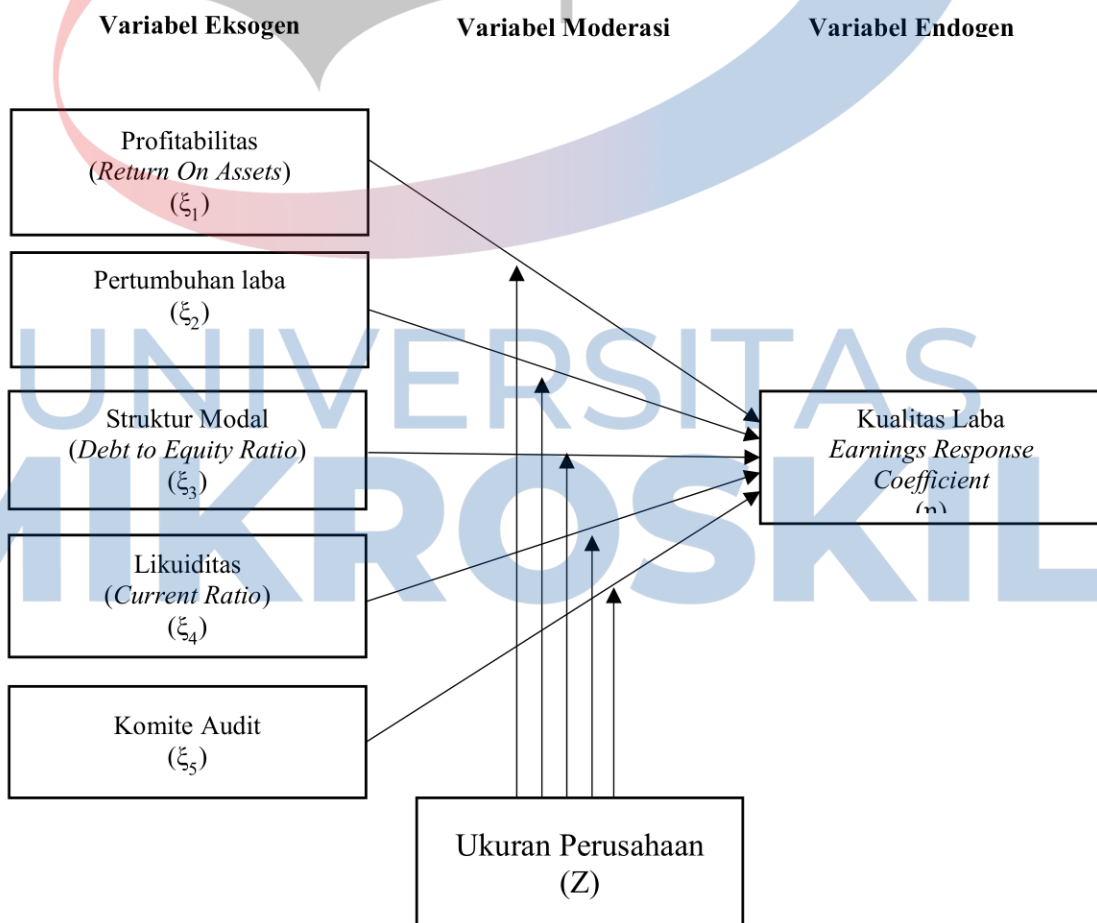 Variabel Eksogen
Variabel Moderasi
Variabel Endogen
Profitabilitas
(Return On Assets)
(ξ₁)
Pertumbuhan laba
(ξ₂)
Struktur Modal
(Debt to Equity Ratio)
(ξ₃)
Likuiditas
(Current Ratio)
(ξ₄)
Komite Audit
(ξ₅)
Kualitas Laba
Earnings Response
Coefficient
Ukuran Perusahaan
(Z)
UNIVERSITAS
MIKROSKIL